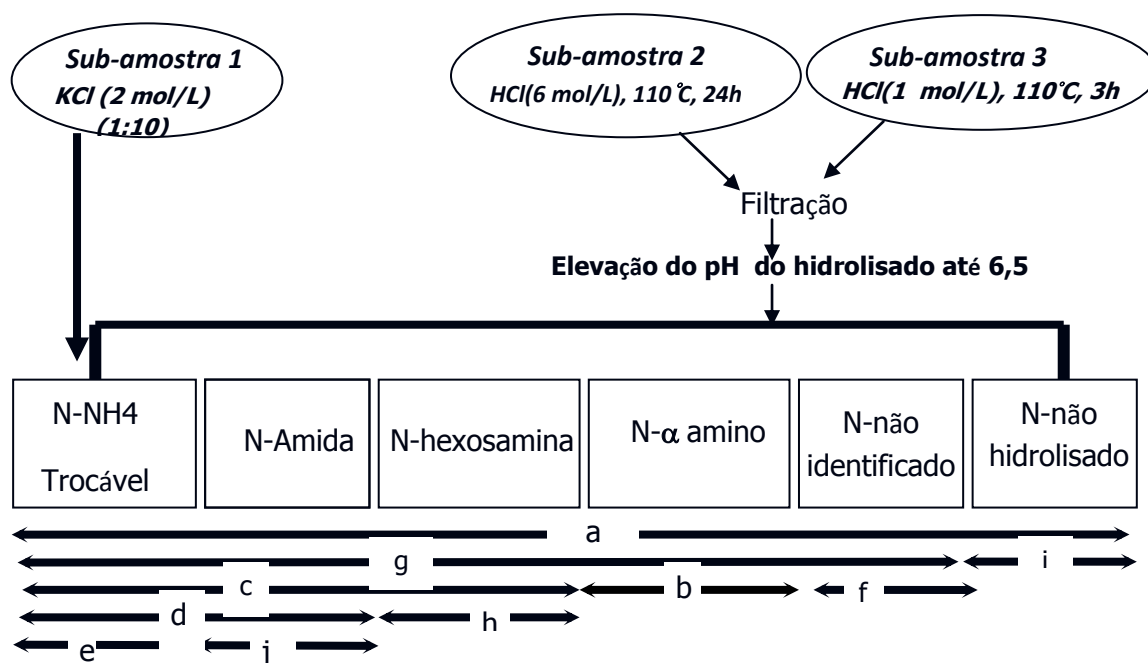 Sub-amostra 1
KCl (2 mol/L)
(1:10)
Sub-amostra 2
HCl(6 mol/L), 110°C, 24h
Sub-amostra 3
HCl(1 mol/L), 110°C, 3h
Filtração
Elevação do pH do hidrolisado até 6,5
N-NH4
Trocável
N-Amida
N-hexosamina
N-α amino
N-não
identificado
N-não
hidrolisado
a
g
i
c
b
f
d
h
e
j